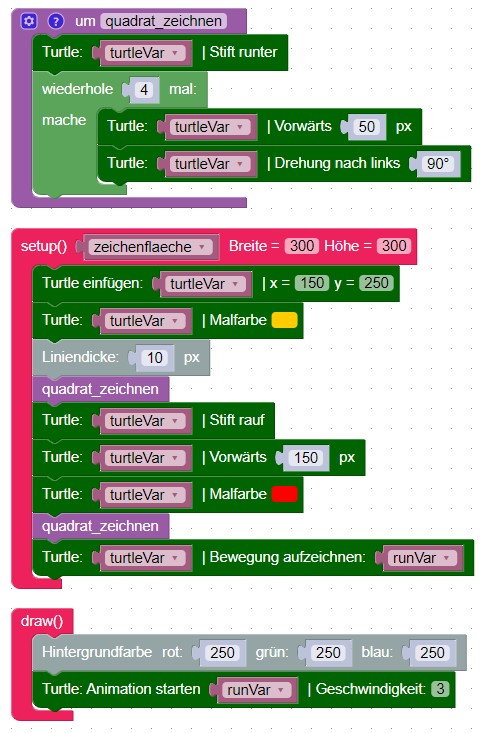 um quadrat_zeichnen
Turtle: turtleVar | Stift runter
wiederhole 4 mal:
mache Turtle: turtleVar | Vorwärts 50 px
Turtle: turtleVar | Drehung nach links 90°
setup() zeichenflaeche Breite = 300 Höhe = 300
Turtle einfügen: turtleVar | x = 150 y = 250
Turtle: turtleVar | Malfarbe
Liniendicke: 10 px
quadrat_zeichnen
Turtle: turtleVar | Stift rauf
Turtle: turtleVar | Vorwärts 150 px
Turtle: turtleVar | Malfarbe
quadrat_zeichnen
Turtle: turtleVar | Bewegung aufzeichnen: runVar
draw()
Hintergrundfarbe rot: 250 grün: 250 blau: 250
Turtle: Animation starten runVar | Geschwindigkeit: 3